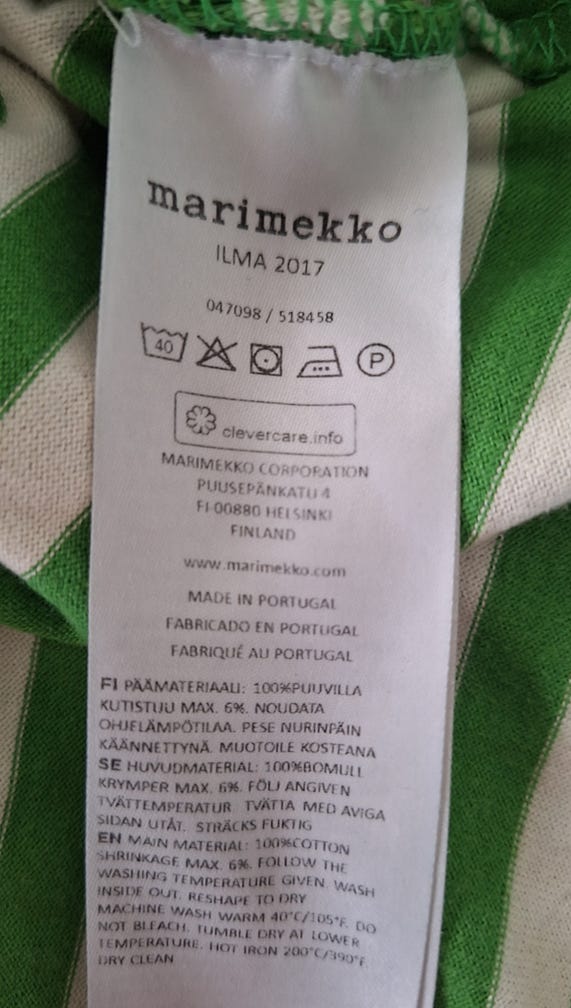 marimekko
ILMA 2017
047098 / 518458
40 P
clevercare.info
MARIMEKKO CORPORATION
PUUSEPÄNKATU 4
FI-00880 HELSINKI
FINLAND
www.marimekko.com
MADE IN PORTUGAL
FABRICADO EN PORTUGAL
FABRIQUÉ AU PORTUGAL
FI PÄÄMATERIAALI: 100%PUUVILLA
KUTISTUU MAX. 6%. NOUDATA
OHJELÄMPÖTILAA. PESE NURINPÄIN
KÄÄNNETTYNÄ. MUOTOILE KOSTEANA
SE HUVUDMATERIAL: 100%BOMULL
KRYMPER MAX. 6%. FÖLJ ANGIVEN
TVÄTTEMPERATUR. TVÄTTA MED AVIGA
SIDAN UTÅT. STRÄCKS FUKTIG
EN MAIN MATERIAL: 100%COTTON
SHRINKAGE MAX. 6%. FOLLOW THE
WASHING TEMPERATURE GIVEN. WASH
INSIDE OUT. RESHAPE TO DRY
MACHINE WASH WARM 40°C/105°F. DO
NOT BLEACH. TUMBLE DRY AT LOWER
TEMPERATURE. HOT IRON 200°C/390°F.
DRY CLEAN